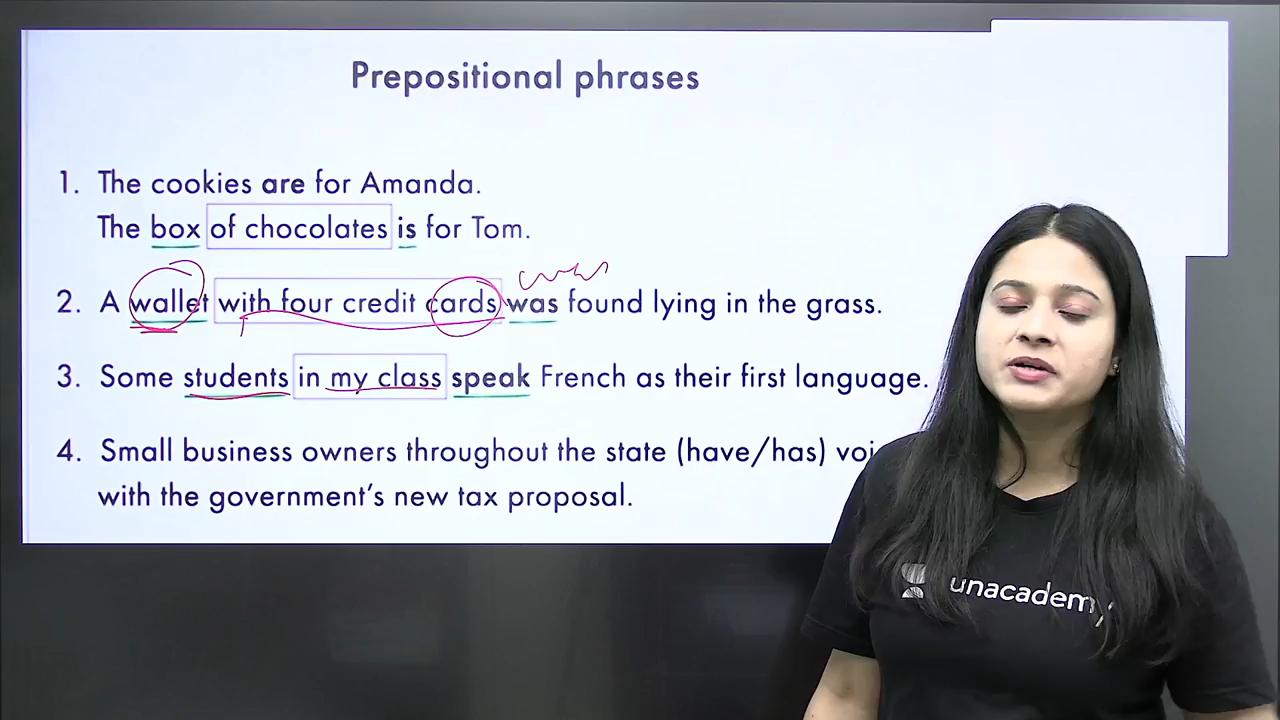 Prepositional phrases
1. The cookies are for Amanda.
The box of chocolates is for Tom.
2. A wallet with four credit cards was found lying in the grass.
3. Some students in my class speak French as their first language.
4. Small business owners throughout the state (have/has)
with the government's new tax proposal.
unacademy